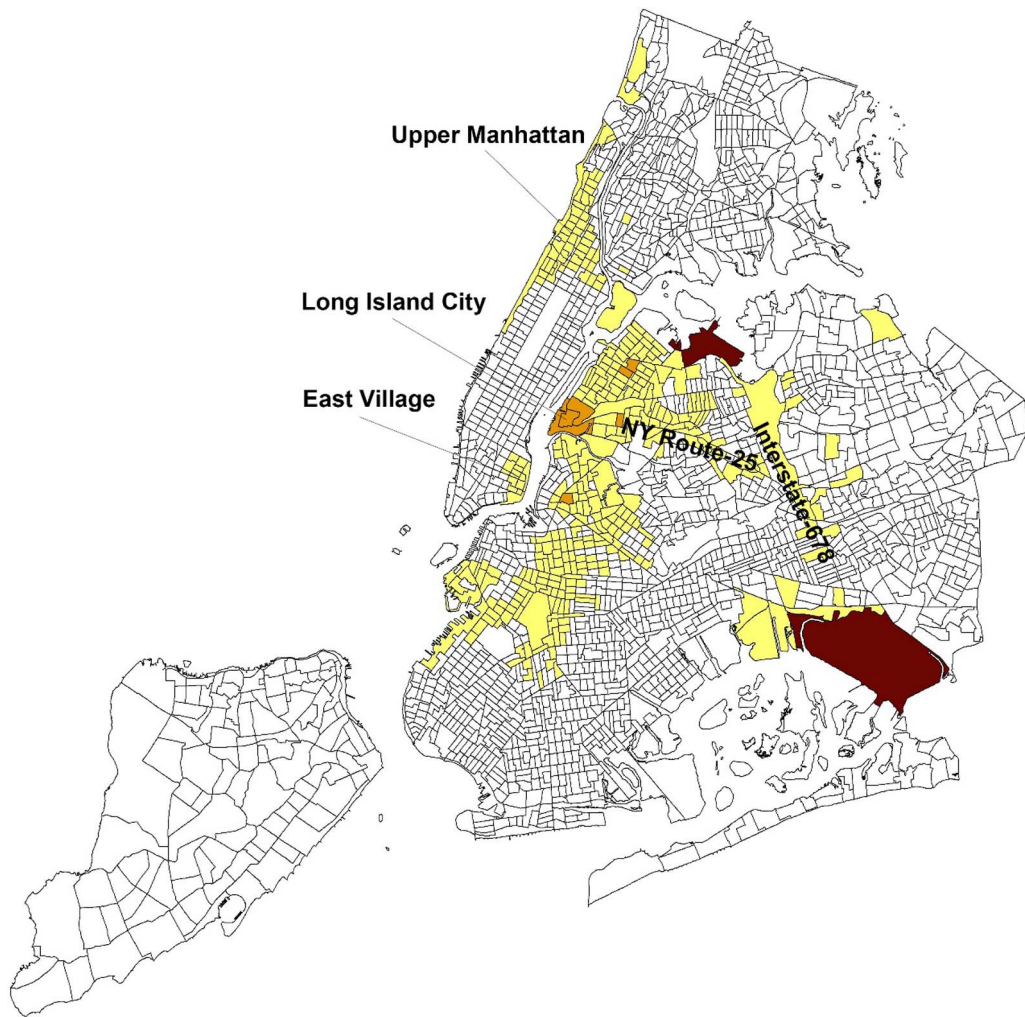 Upper Manhattan
Long Island City
East Village
NY Route-25
Interstate-678